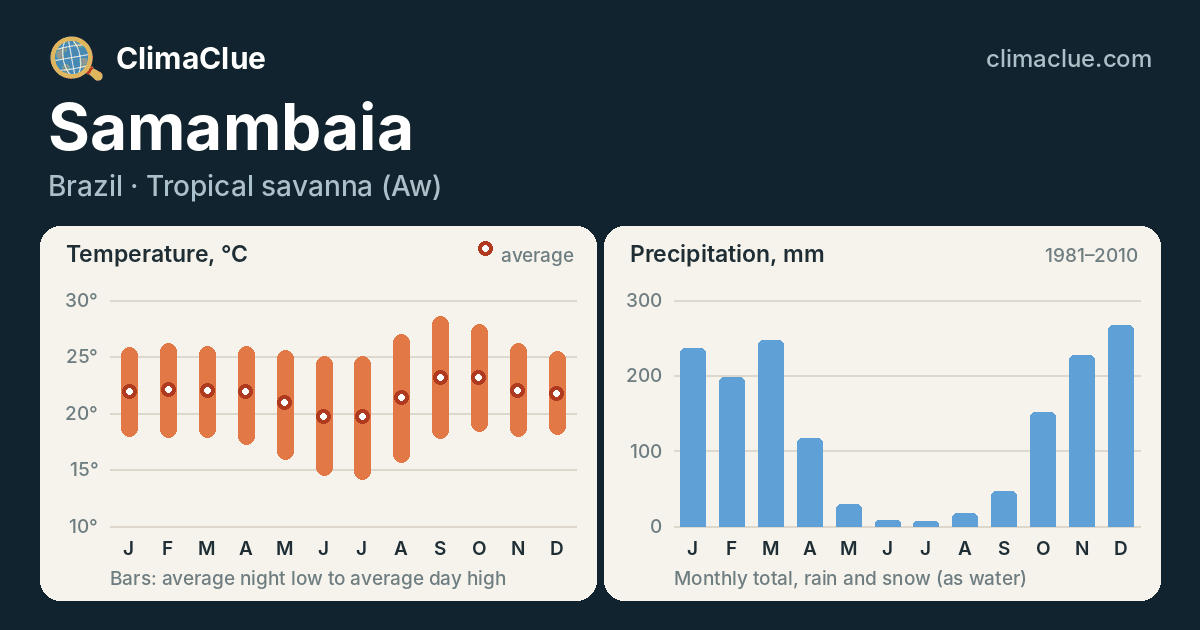 ClimaClue
climaclue.com
Samambaia
Brazil · Tropical savanna (Aw)
Temperature, °C
average
30°
25°
20°
15°
10°
J F M A M J J A S O N D
Bars: average night low to average day high
Precipitation, mm
1981–2010
300
200
100
0
J F M A M J J A S O N D
Monthly total, rain and snow (as water)